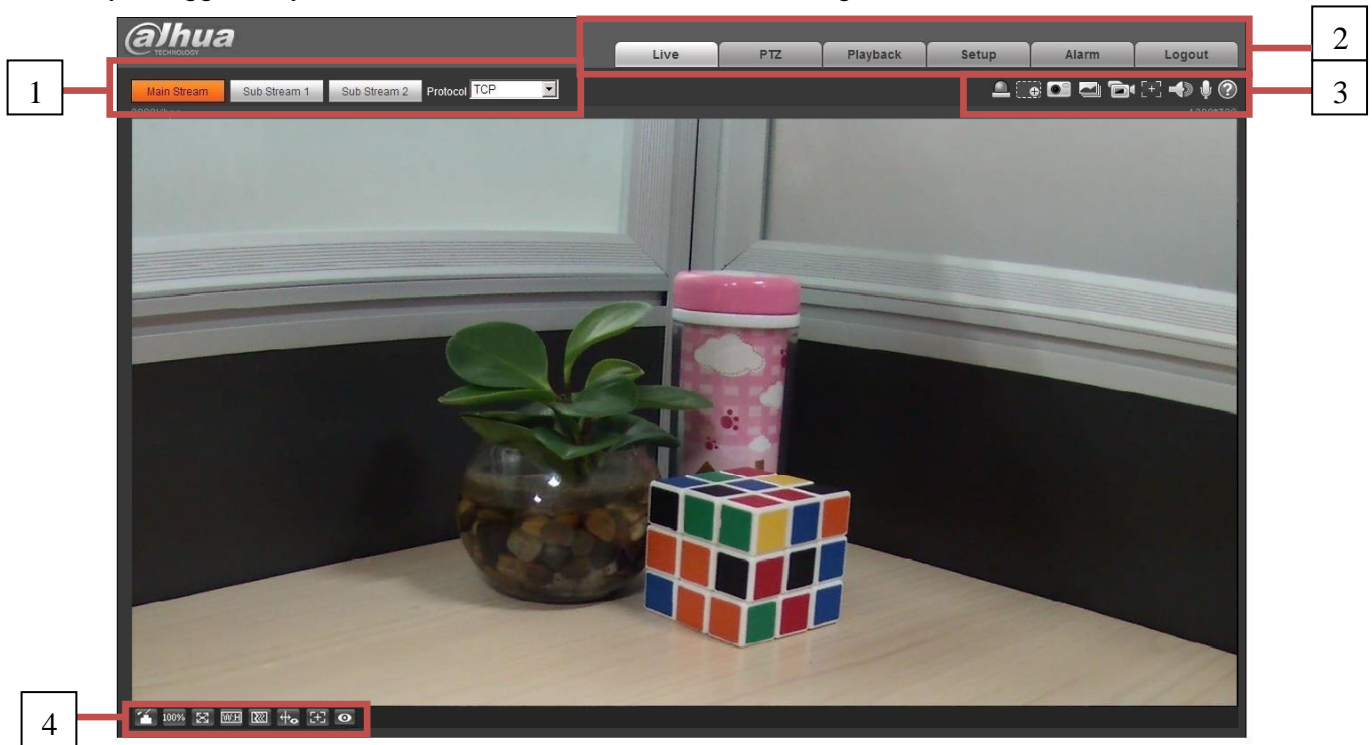 alhua
TECHNOLOGY
Live PTZ Playback Setup Alarm Logout
2
1
Main Stream Sub Stream 1 Sub Stream 2 Protocol TCP
3
4
100% W:H